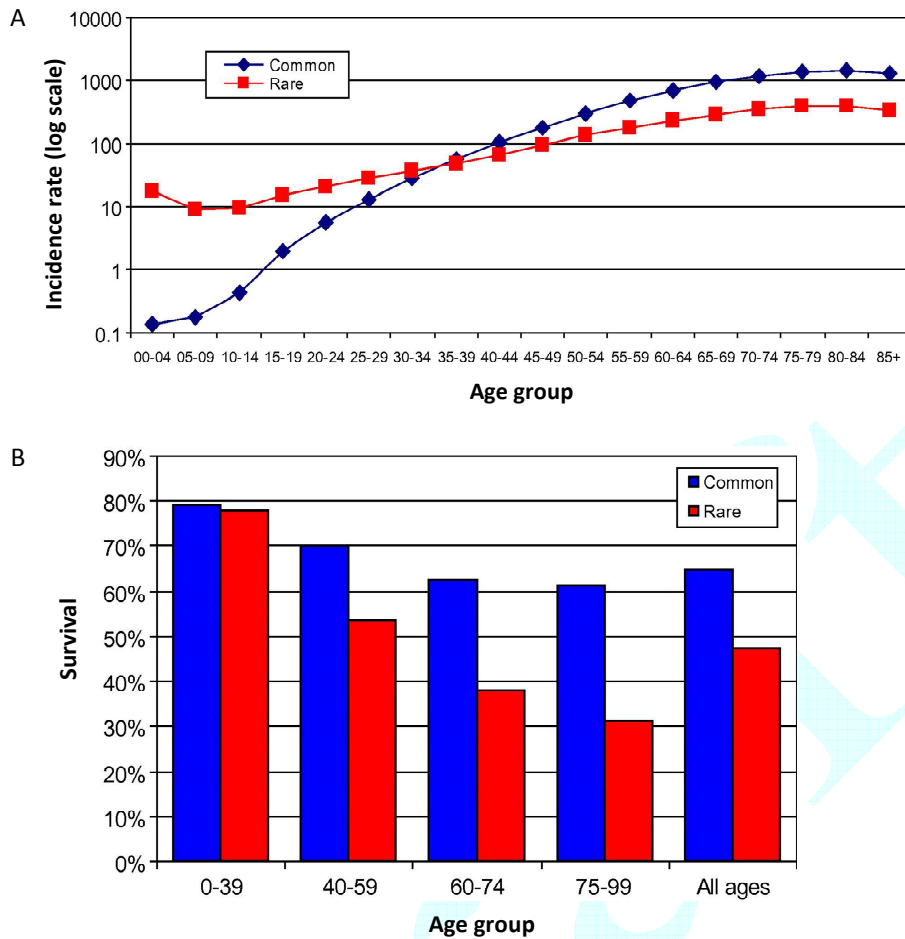 A
Incidence rate (log scale)
10000
1000
100
10
1
0.1
Common
Rare
00-04 05-09 10-14 15-19 20-24 25-29 30-34 35-39 40-44 45-49 50-54 55-59 60-64 65-69 70-74 75-79 80-84 85+
Age group
B
Survival
90%
80%
70%
60%
50%
40%
30%
20%
10%
0%
Common
Rare
0-39 40-59 60-74 75-99 All ages
Age group